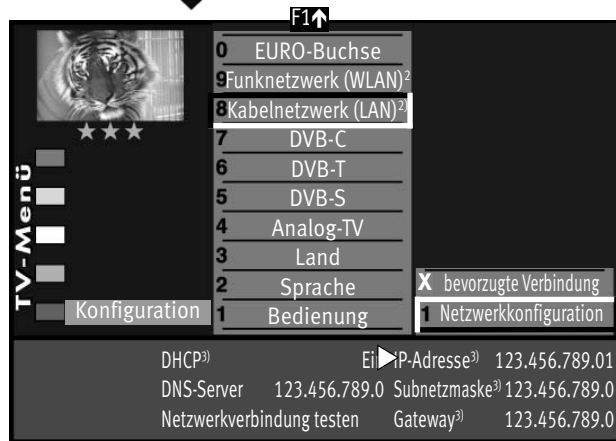 F1↑
0 EURO-Buchse
9 Funknetzwerk (WLAN)2
8 Kabelnetzwerk (LAN)2)
7 DVB-C
6 DVB-T
5 DVB-S
4 Analog-TV
3 Land
2 Sprache
1 Bedienung
TV-Menü
Konfiguration
X bevorzugte Verbindung
1 Netzwerkkonfiguration
DHCP3) Ei IP-Adresse3) 123.456.789.01
DNS-Server 123.456.789.0 Subnetzmaske3) 123.456.789.0
Netzwerkverbindung testen Gateway3) 123.456.789.0